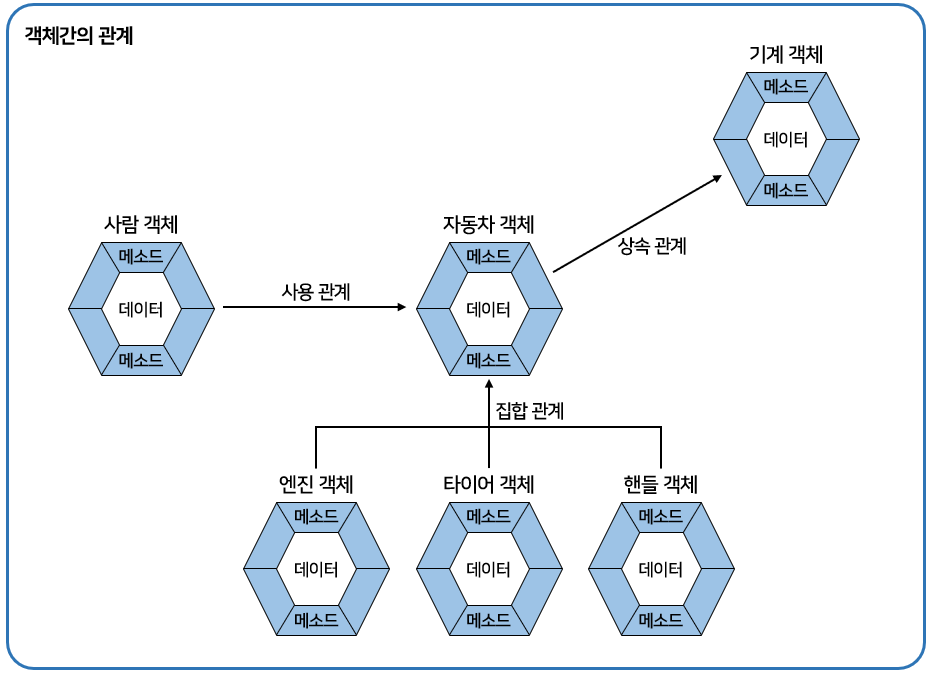 객체간의 관계
기계 객체
메소드
데이터
메소드
상속 관계
사람 객체
메소드
데이터
메소드
사용 관계
자동차 객체
메소드
데이터
메소드
집합 관계
엔진 객체
메소드
데이터
메소드
타이어 객체
메소드
데이터
메소드
핸들 객체
메소드
데이터
메소드